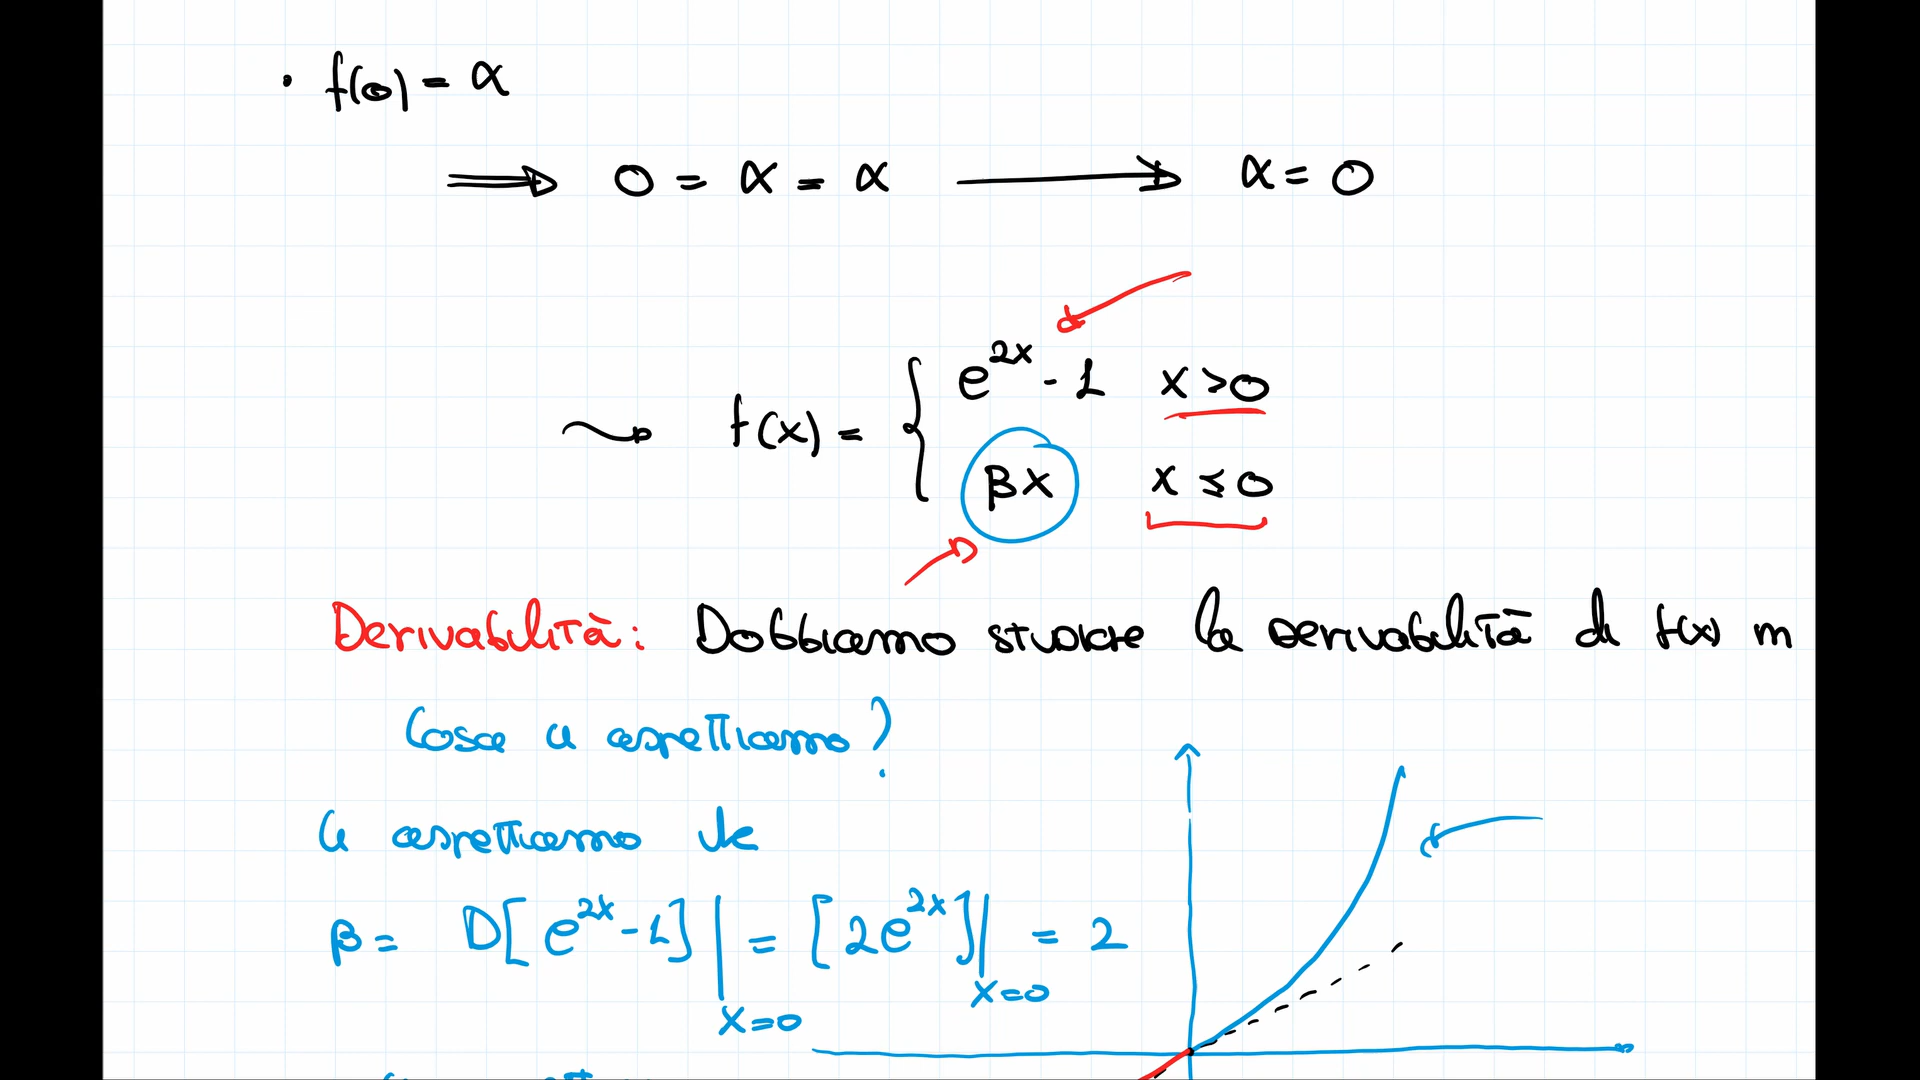 • f(0) = α
⟹ 0 = α = α ⟶ α = 0
e^{2x} - 1 x > 0
⤳ f(x) = {
βx x ≤ 0
Derivabilità: Dobbiamo studiare la derivabilità di f(x) in
Cosa ci aspettiamo?
Ci aspettiamo che
β = D[e^{2x} - 1]|_{x=0} = [2e^{2x}]|_{x=0} = 2